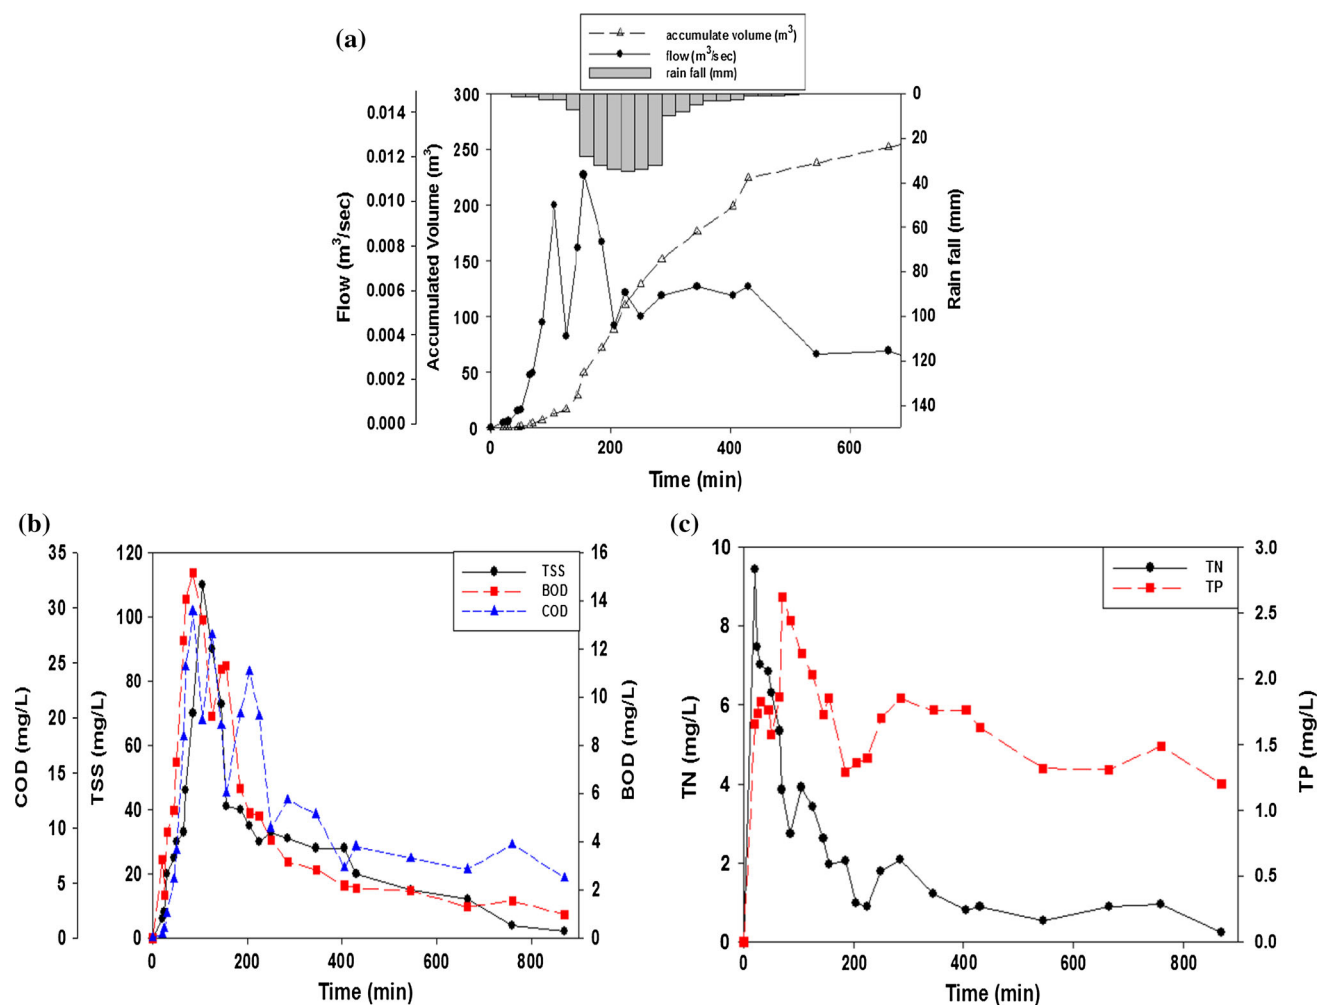 (a)
accumulate volume (m³)
flow (m³/sec)
rain fall (mm)
Flow (m³/sec)
0.014
0.012
0.010
0.008
0.006
0.004
0.002
0.000
Accumulated Volume (m³)
300
250
200
150
100
50
0
0
20
40
60
80
100
120
140
Rain fall (mm)
0 200 400 600
Time (min)
(b)
COD (mg/L)
35
30
25
20
15
10
5
0
TSS (mg/L)
120
100
80
60
40
20
0
TSS
BOD
COD
16
14
12
10
8
6
4
2
0
BOD (mg/L)
0 200 400 600 800
Time (min)
(c)
TN (mg/L)
10
8
6
4
2
0
TN
TP
3.0
2.5
2.0
1.5
1.0
0.5
0.0
TP (mg/L)
0 200 400 600 800
Time (min)